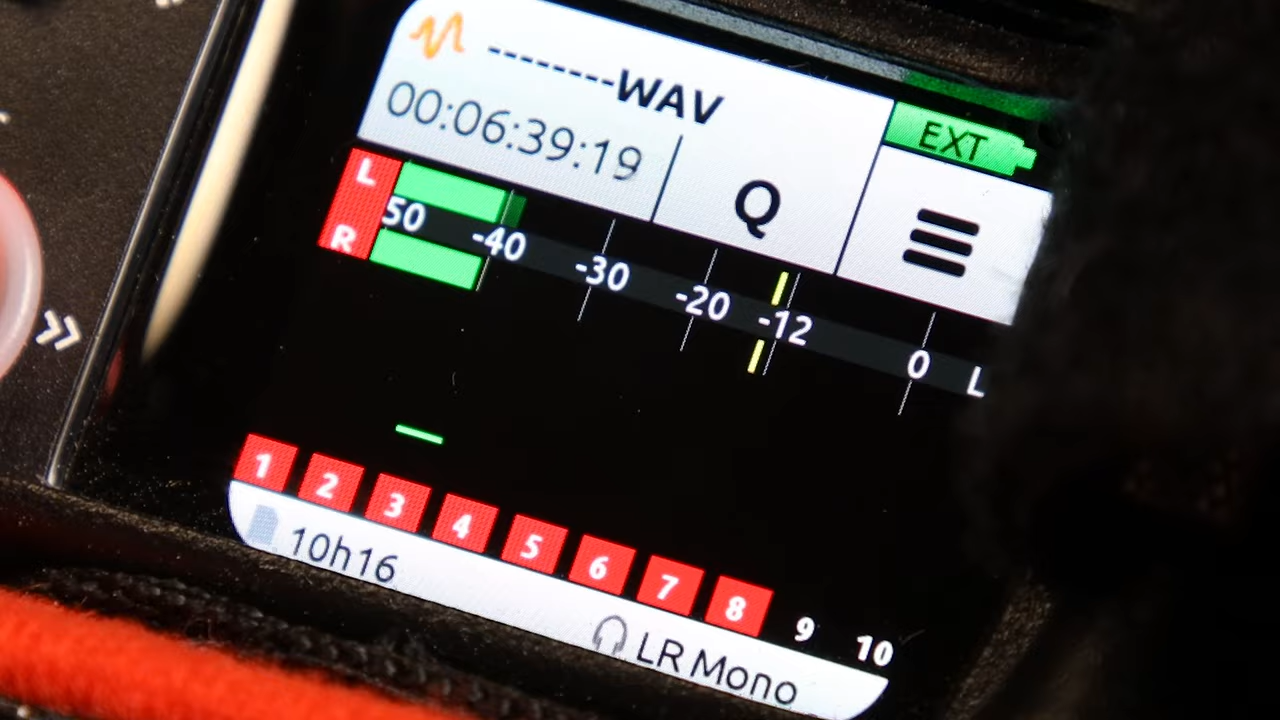 --------WAV
00:06:39:19
Q
EXT
L
50 -40 -30 -20 -12 0 L
R
1 2 3 4 5 6 7 8 9 10
10h16
LR Mono